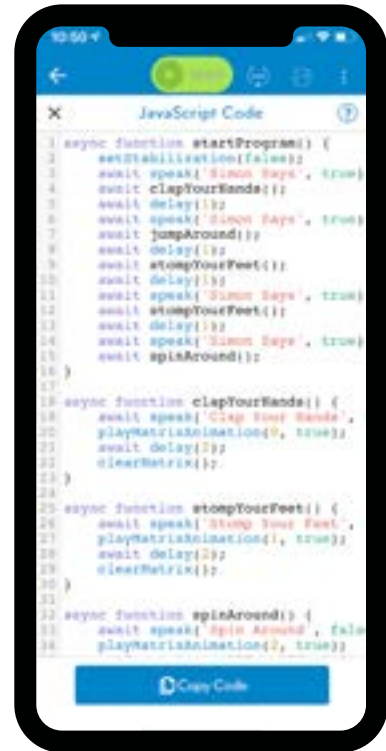 10:50
JavaScript Code
1 async function startProgram() {
2 setStabilization(false);
3 await speak('Simon Says', true)
4 await clapYourHands();
5 await delay(1);
6 await speak('Simon Says', true)
7 await jumpAround();
8 await delay(1);
9 await stompYourFeet();
10 await delay(1);
11 await speak('Simon Says', true)
12 await stompYourFeet();
13 await delay(1);
14 await speak('Simon Says', true)
15 await spinAround();
16 }
17
18 async function clapYourHands() {
19 await speak('Clap Your Hands',
20 playMatrixAnimation(0, true);
21 await delay(2);
22 clearMatrix();
23 }
24
25 async function stompYourFeet() {
26 await speak('Stomp Your Feet',
27 playMatrixAnimation(1, true);
28 await delay(2);
29 clearMatrix();
30 }
31
32 async function spinAround() {
33 await speak('Spin Around', false
34 playMatrixAnimation(2, true);
Copy Code